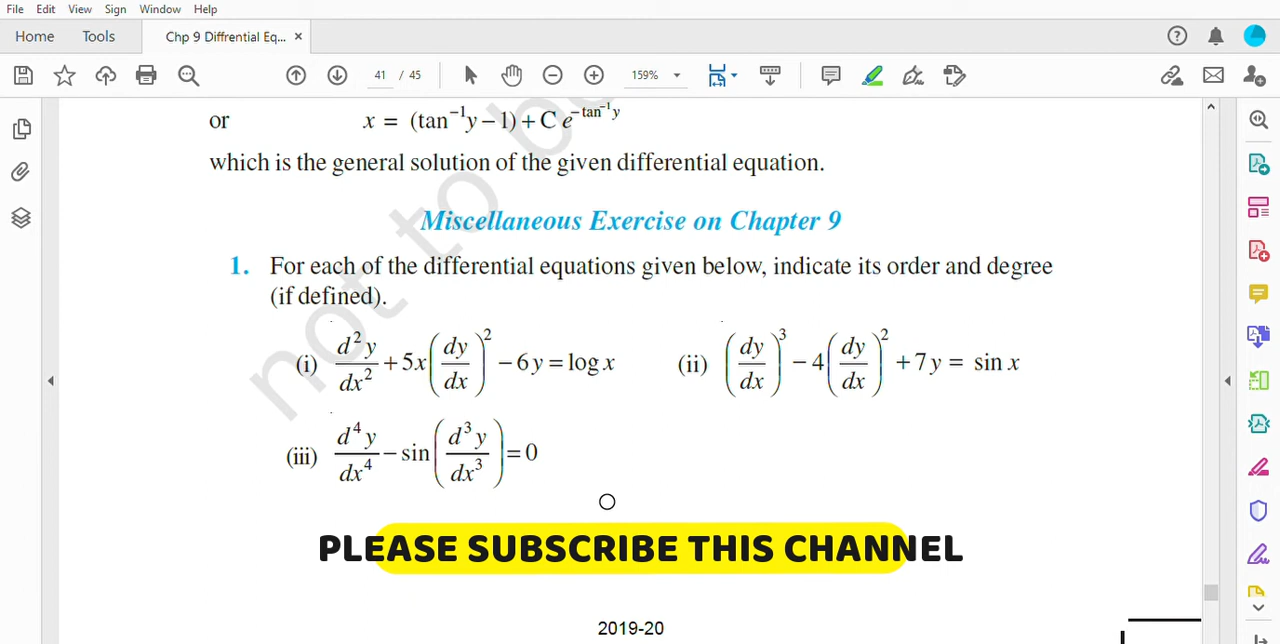 File Edit View Sign Window Help
Home Tools Chp 9 Diffrential Eq... ×
41 / 45 159%
or x = (tan⁻¹y – 1) + C e^(–tan⁻¹y)
which is the general solution of the given differential equation.
Miscellaneous Exercise on Chapter 9
1. For each of the differential equations given below, indicate its order and degree
(if defined).
(i) d²y/dx² + 5x(dy/dx)² – 6y = log x (ii) (dy/dx)³ – 4(dy/dx)² + 7y = sin x
(iii) d⁴y/dx⁴ – sin(d³y/dx³) = 0
not to b
PLEASE SUBSCRIBE THIS CHANNEL
2019-20